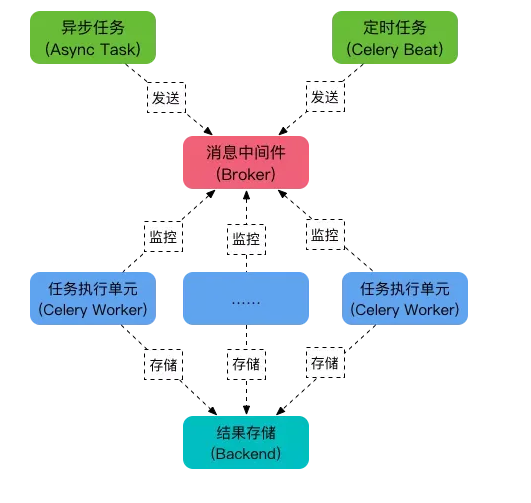 异步任务
(Async Task)
定时任务
(Celery Beat)
发送
发送
消息中间件
(Broker)
监控
监控
监控
任务执行单元
(Celery Worker)
……
任务执行单元
(Celery Worker)
存储
存储
存储
结果存储
(Backend)